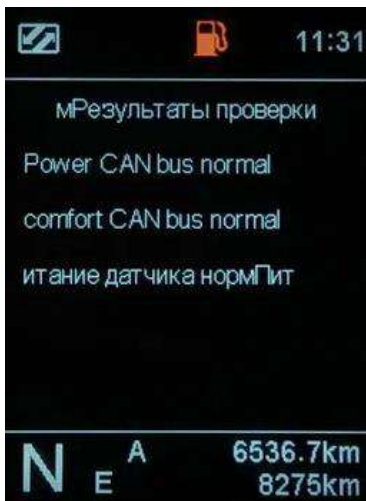 11:31
мРезультаты проверки
Power CAN bus normal
comfort CAN bus normal
итание датчика нормПит
N E A 6536.7km
8275km